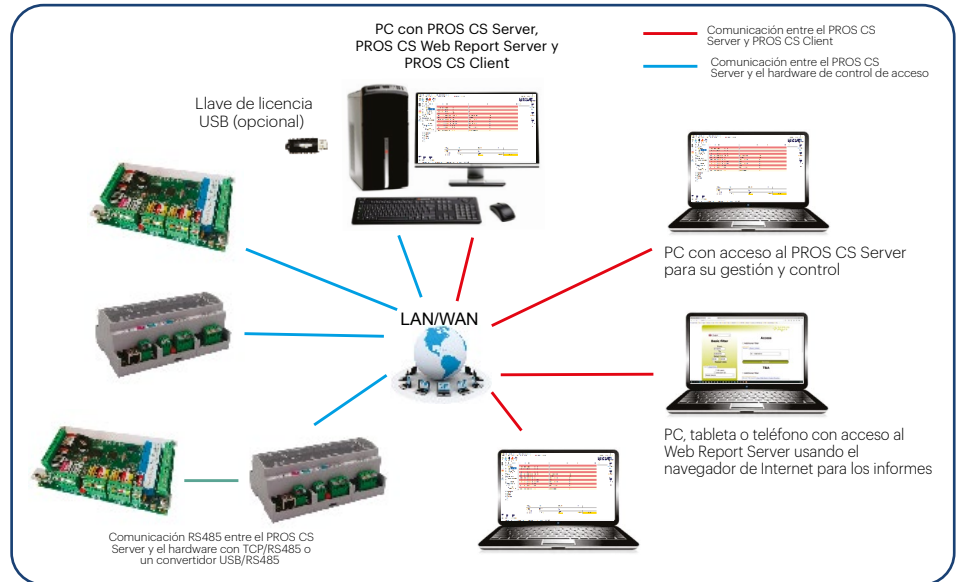 PC con PROS CS Server,
PROS CS Web Report Server y
PROS CS Client
Comunicación entre el PROS CS
Server y PROS CS Client
Comunicación entre el PROS CS
Server y el hardware de control de acceso
Llave de licencia
USB (opcional)
PC con acceso al PROS CS Server
para su gestión y control
LAN/WAN
PC, tableta o teléfono con acceso al
Web Report Server usando el
navegador de Internet para los informes
Comunicación RS485 entre el PROS CS
Server y el hardware con TCP/RS485 o
un convertidor USB/RS485